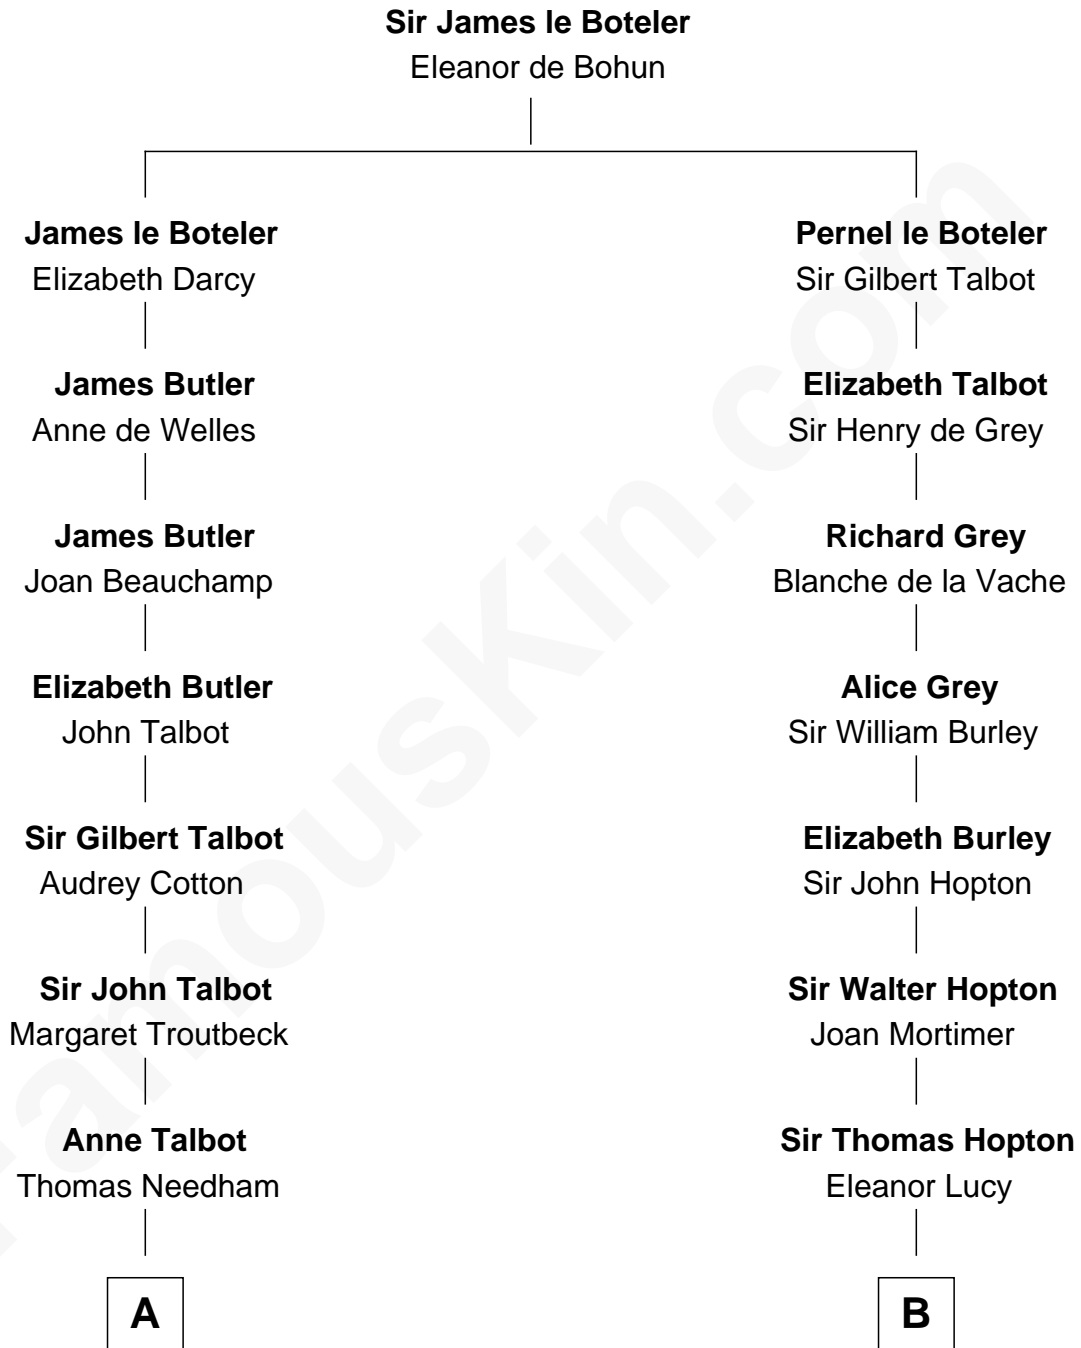 Sir James le Boteler
Eleanor de Bohun
James le Boteler
Elizabeth Darcy
James Butler
Anne de Welles
James Butler
Joan Beauchamp
Elizabeth Butler
John Talbot
Sir Gilbert Talbot
Audrey Cotton
Sir John Talbot
Margaret Troutbeck
Anne Talbot
Thomas Needham
A
Pernel le Boteler
Sir Gilbert Talbot
Elizabeth Talbot
Sir Henry de Grey
Richard Grey
Blanche de la Vache
Alice Grey
Sir William Burley
Elizabeth Burley
Sir John Hopton
Sir Walter Hopton
Joan Mortimer
Sir Thomas Hopton
Eleanor Lucy
B
FamousKin.com